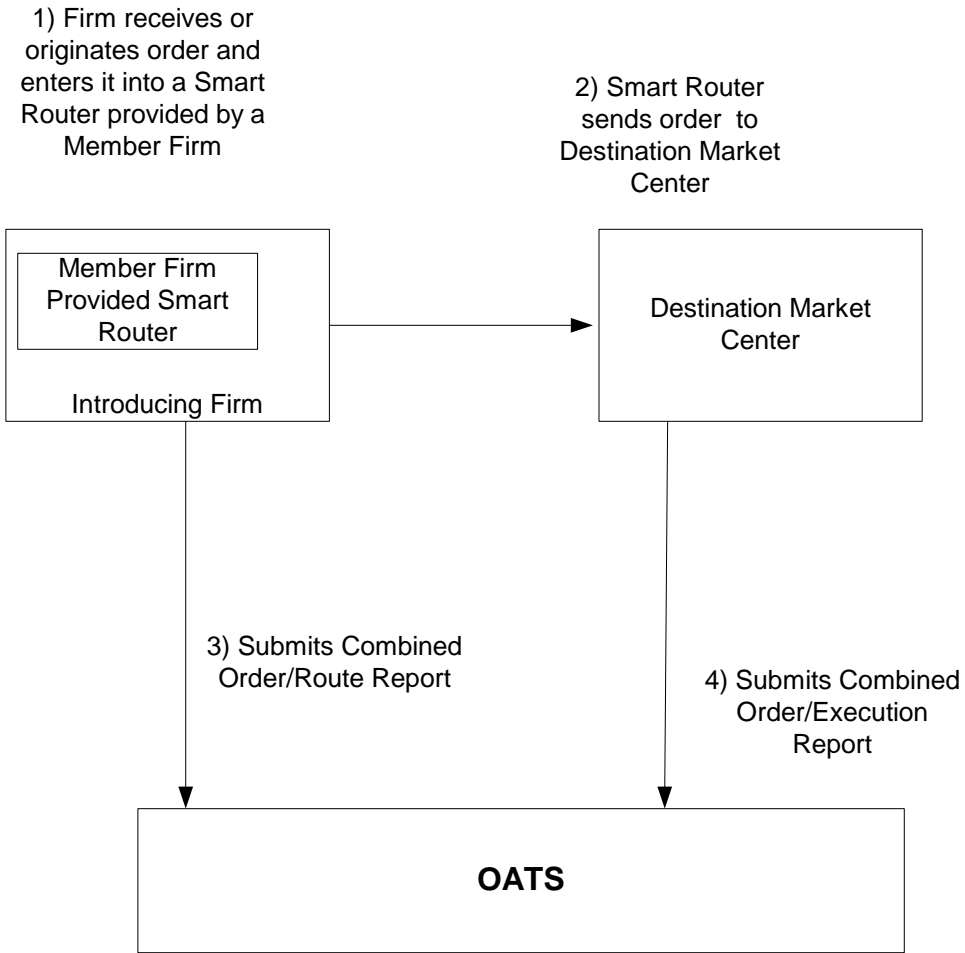 1) Firm receives or
originates order and
enters it into a Smart
Router provided by a
Member Firm
2) Smart Router
sends order to
Destination Market
Center
Member Firm
Provided Smart
Router
Introducing Firm
Destination Market
Center
3) Submits Combined
Order/Route Report
4) Submits Combined
Order/Execution
Report
OATS